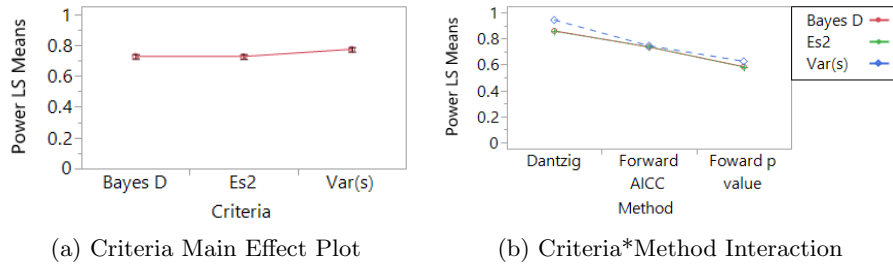 Power LS Means
1
0.8
0.6
0.4
0.2
0
Bayes D Es2 Var(s)
Criteria
(a) Criteria Main Effect Plot
Power LS Means
1
0.8
0.6
0.4
0.2
0
Dantzig Forward AICC Foward p value
Method
Bayes D
Es2
Var(s)
(b) Criteria*Method Interaction